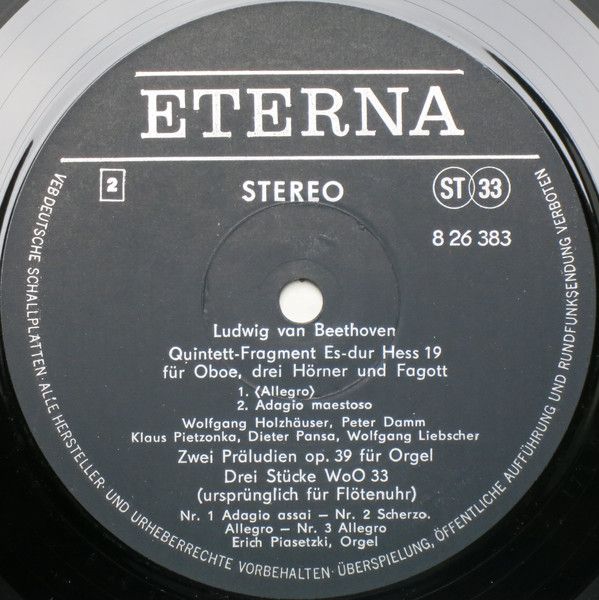 ETERNA
2
STEREO
ST 33
8 26 383
Ludwig van Beethoven
Quintett-Fragment Es-dur Hess 19
für Oboe, drei Hörner und Fagott
1. ⟨Allegro⟩
2. Adagio maestoso
Wolfgang Holzhäuser, Peter Damm
Klaus Pietzonka, Dieter Pansa, Wolfgang Liebscher
Zwei Präludien op. 39 für Orgel
Drei Stücke WoO 33
(ursprünglich für Flötenuhr)
Nr. 1 Adagio assai – Nr. 2 Scherzo.
Allegro – Nr. 3 Allegro
Erich Piasetzki, Orgel
VEB DEUTSCHE SCHALLPLATTEN · ALLE HERSTELLER- UND URHEBERRECHTE VORBEHALTEN · ÜBERSPIELUNG, ÖFFENTLICHE AUFFÜHRUNG UND RUNDFUNKSENDUNG VERBOTEN